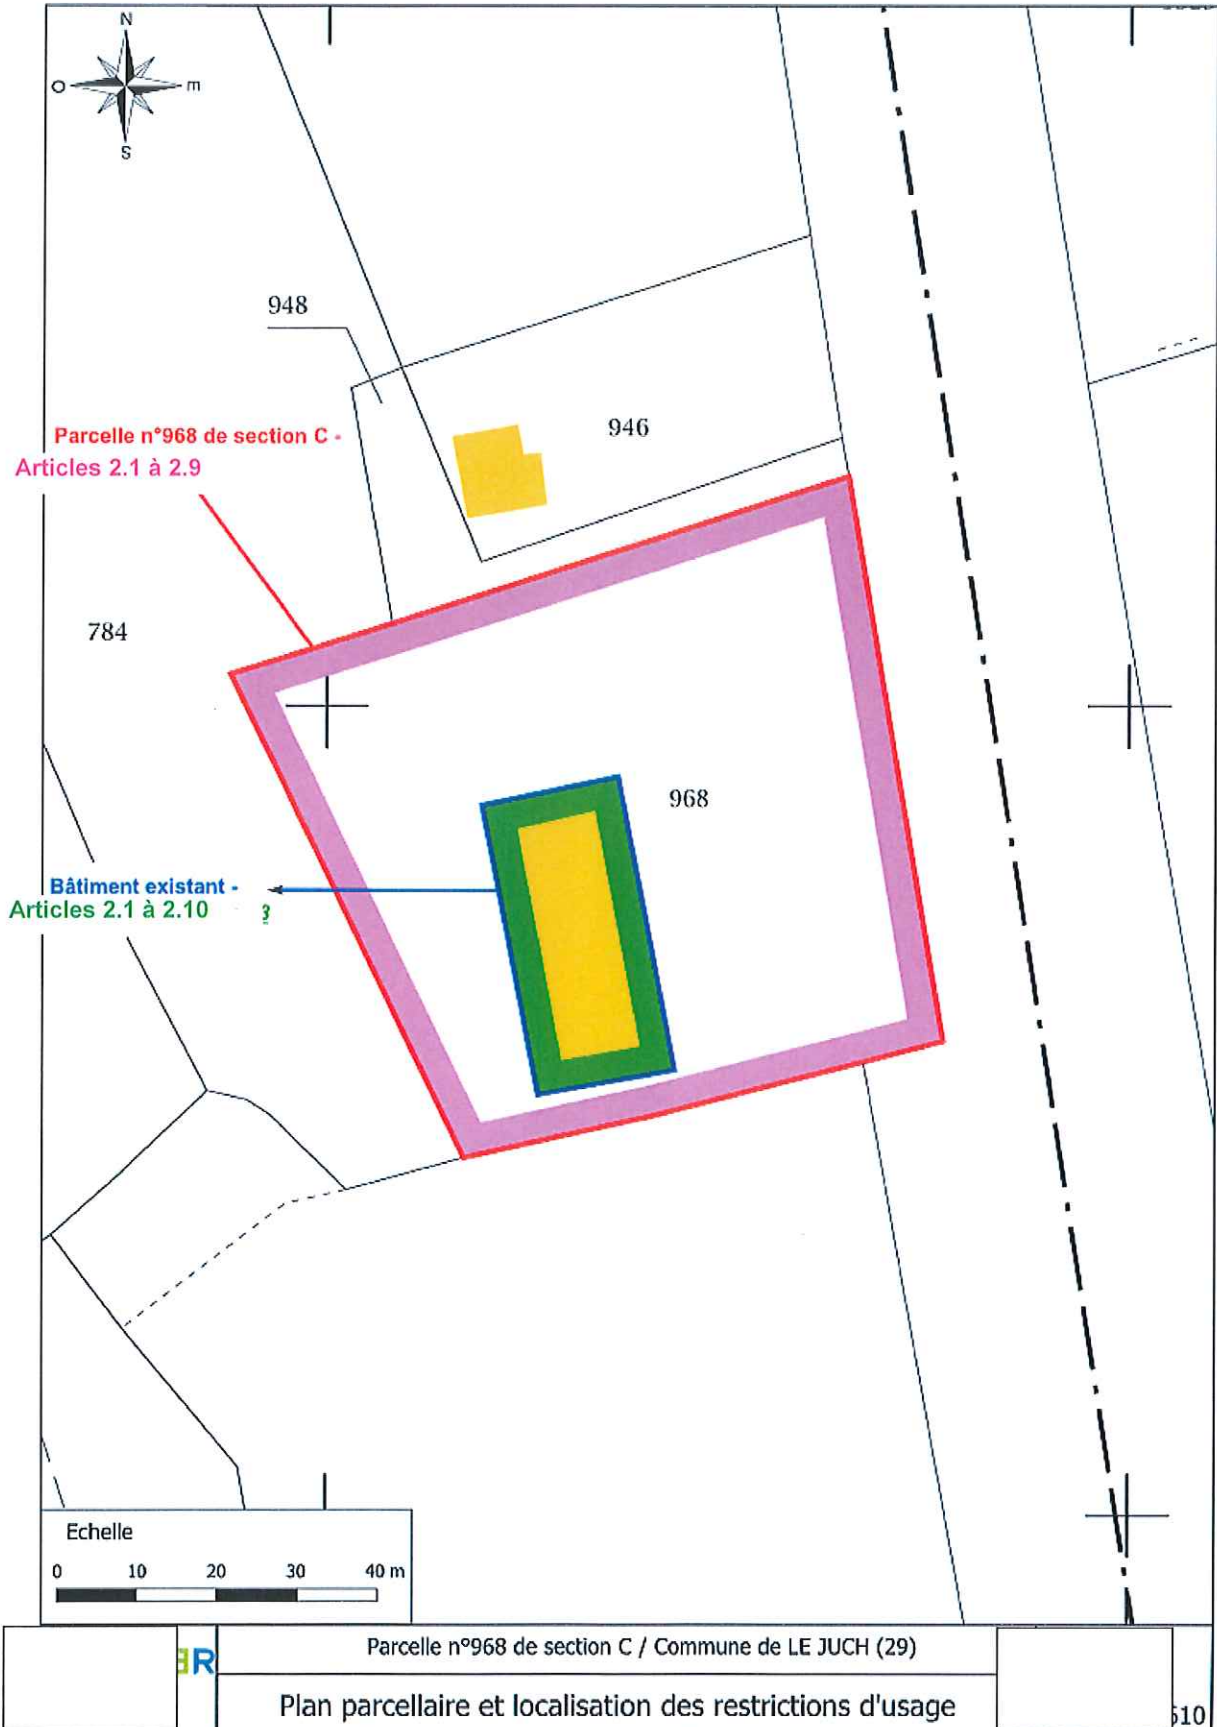 N
O m
S
948
946
Parcelle n°968 de section C -
Articles 2.1 à 2.9
784
968
Bâtiment existant -
Articles 2.1 à 2.10
Echelle
0 10 20 30 40 m
Parcelle n°968 de section C / Commune de LE JUCH (29)
Plan parcellaire et localisation des restrictions d'usage